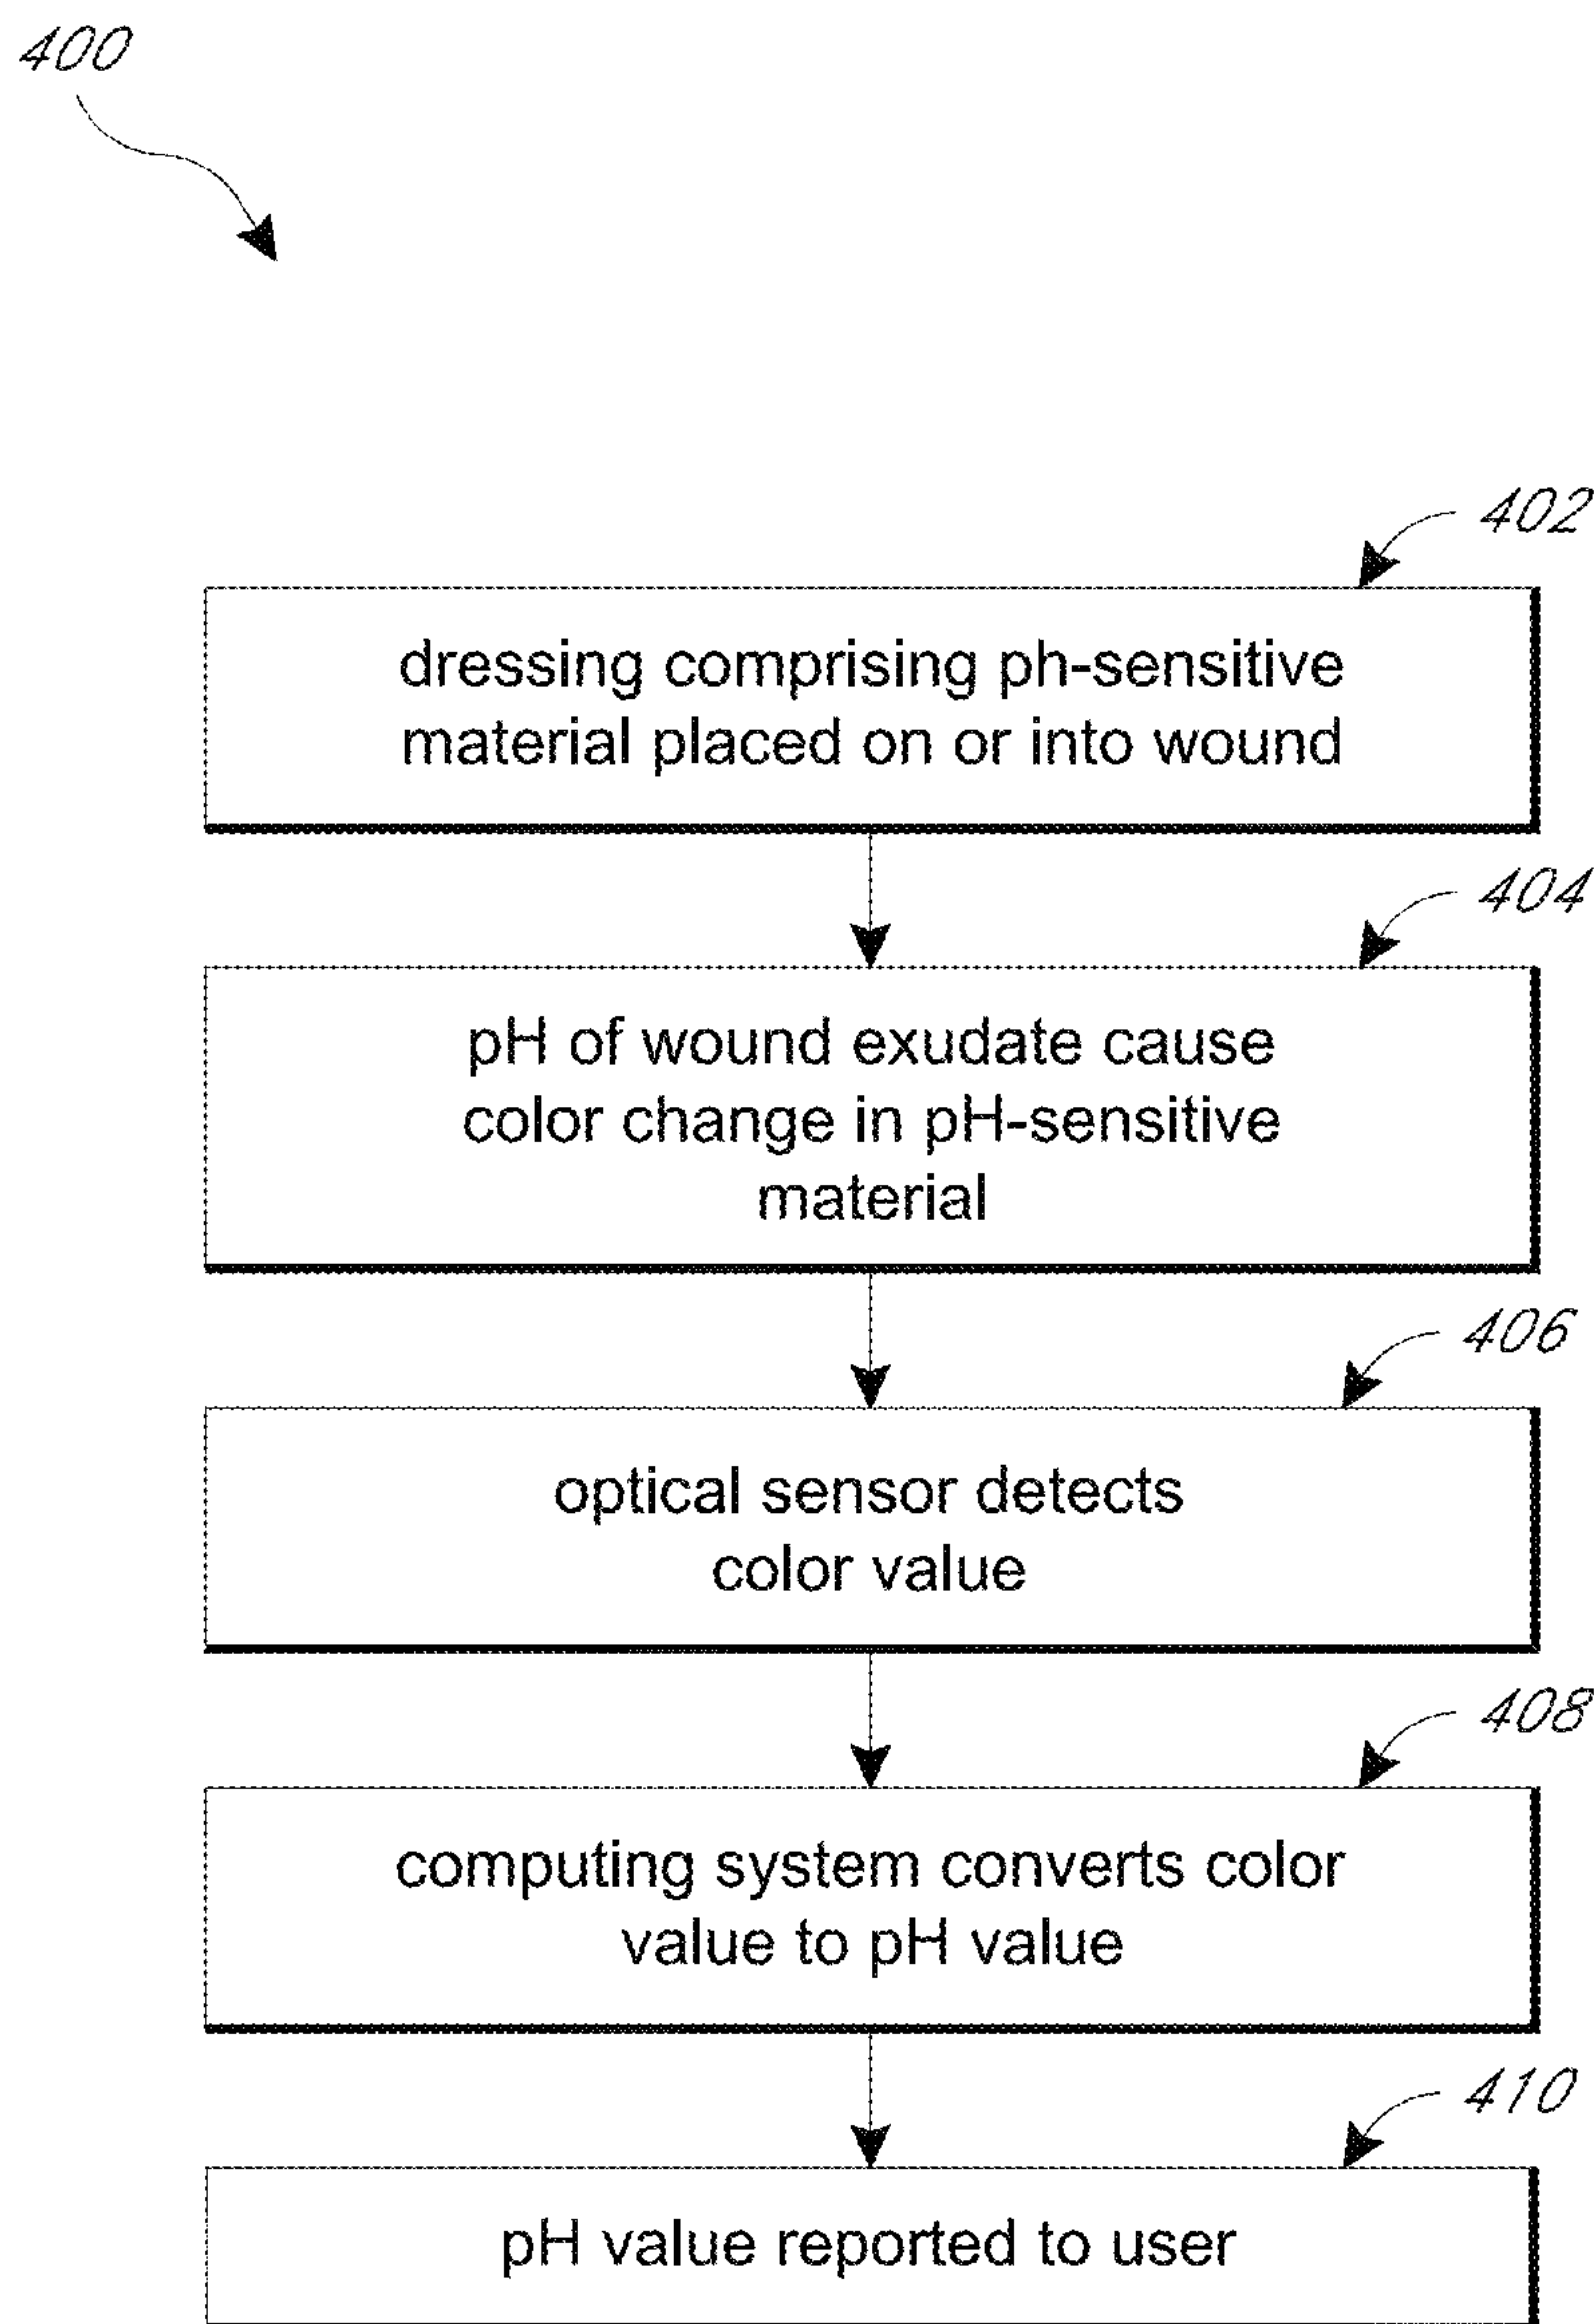 400
402
dressing comprising ph-sensitive
material placed on or into wound
404
pH of wound exudate cause
color change in pH-sensitive
material
406
optical sensor detects
color value
408
computing system converts color
value to pH value
410
pH value reported to user